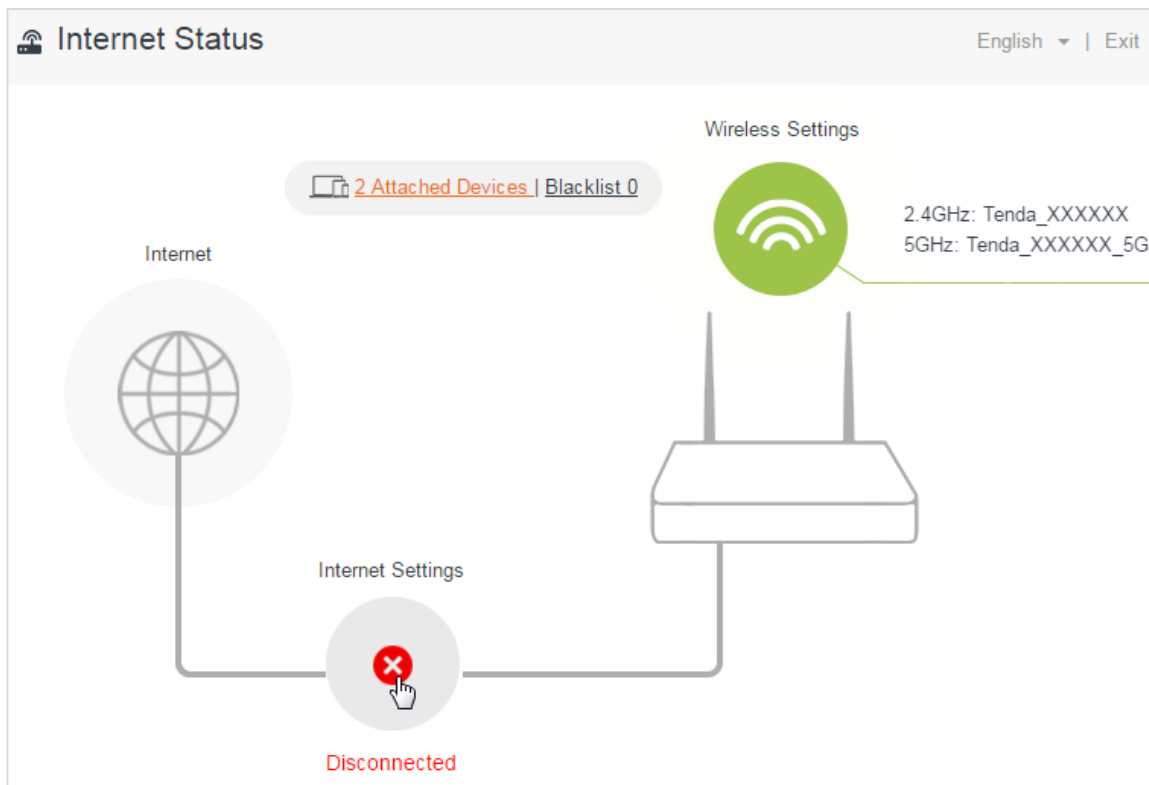 Internet Status
English | Exit
Wireless Settings
2 Attached Devices | Blacklist 0
2.4GHz: Tenda_XXXXXX
5GHz: Tenda_XXXXXX_5G
Internet
Internet Settings
Disconnected